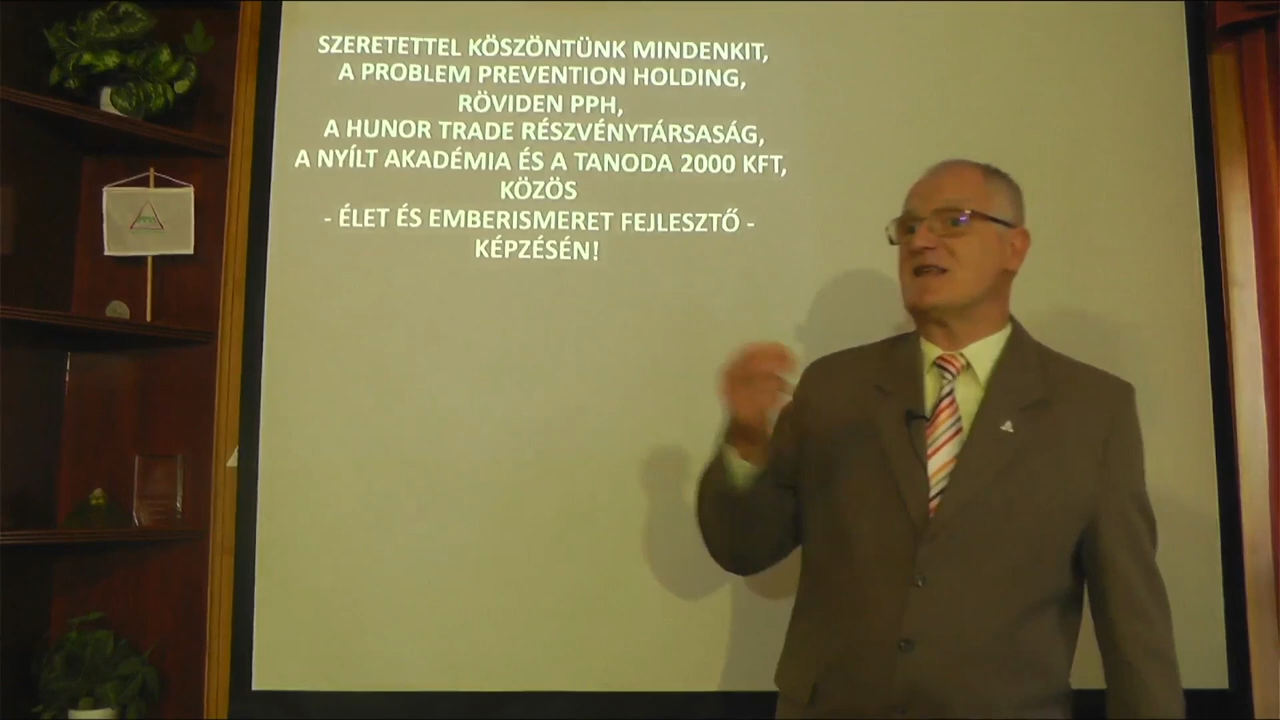 SZERETETTEL KÖSZÖNTÜNK MINDENKIT,
A PROBLEM PREVENTION HOLDING,
RÖVIDEN PPH,
A HUNOR TRADE RÉSZVÉNYTÁRSASÁG,
A NYÍLT AKADÉMIA ÉS A TANODA 2000 KFT,
KÖZÖS
- ÉLET ÉS EMBERISMERET FEJLESZTŐ -
KÉPZÉSÉN!